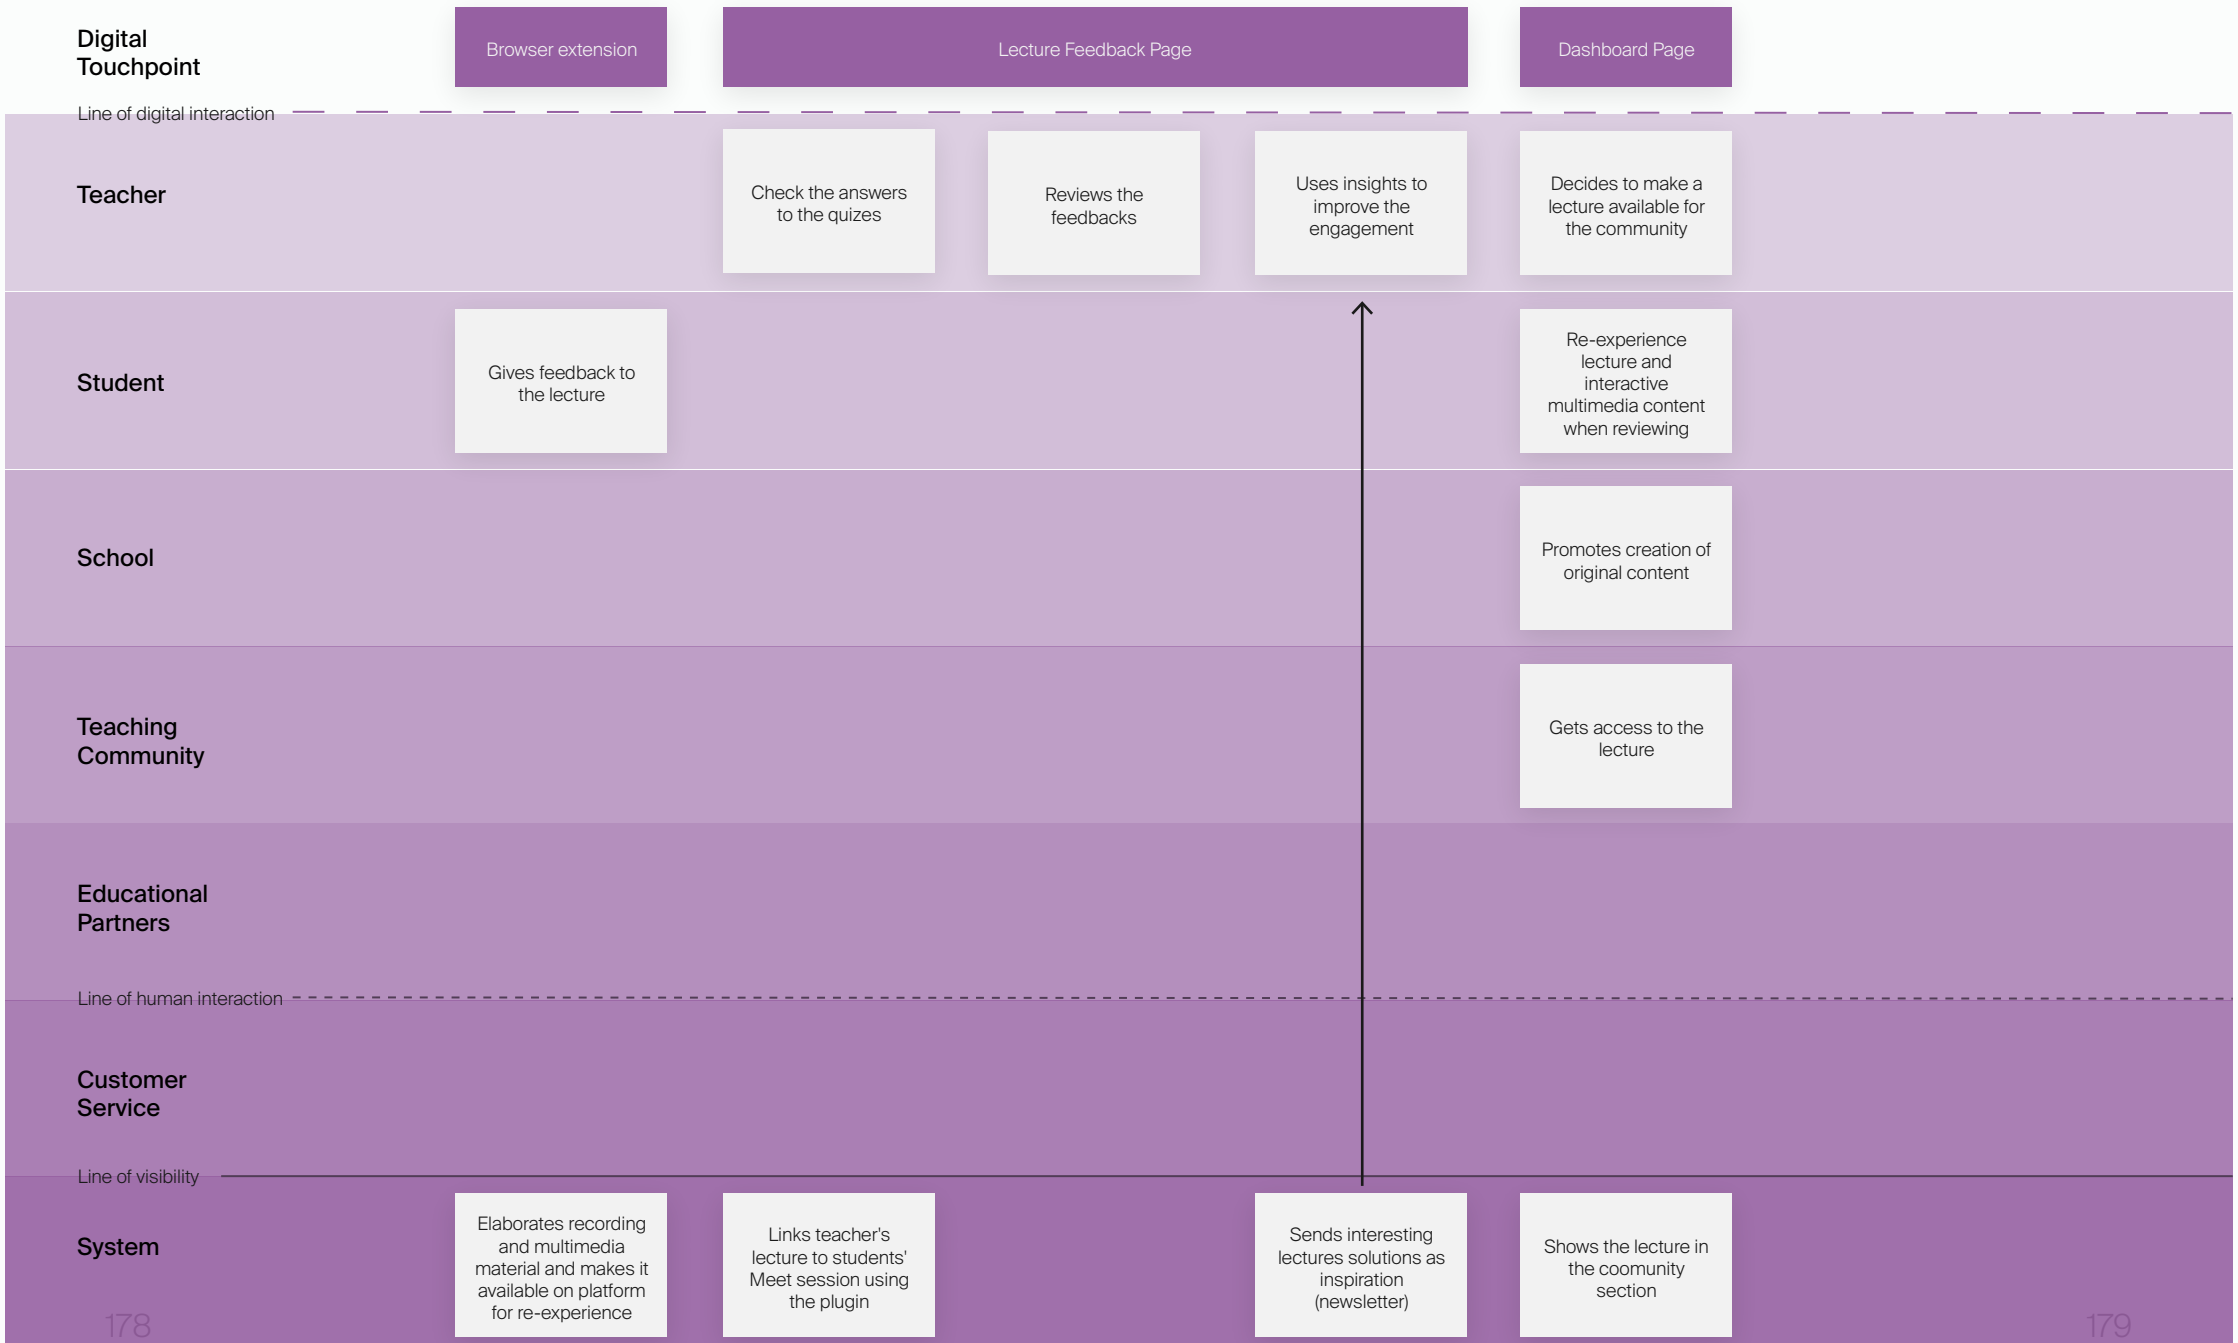 Digital
Touchpoint
Browser extension
Lecture Feedback Page
Dashboard Page
Line of digital interaction
Teacher
Check the answers
to the quizes
Reviews the
feedbacks
Uses insights to
improve the
engagement
Decides to make a
lecture available for
the community
Student
Gives feedback to
the lecture
Re-experience
lecture and
interactive
multimedia content
when reviewing
School
Promotes creation of
original content
Teaching
Community
Gets access to the
lecture
Educational
Partners
Line of human interaction
Customer
Service
Line of visibility
System
Elaborates recording
and multimedia
material and makes it
available on platform
for re-experience
Links teacher's
lecture to students'
Meet session using
the plugin
Sends interesting
lectures solutions as
inspiration
(newsletter)
Shows the lecture in
the coomunity
section
178
179